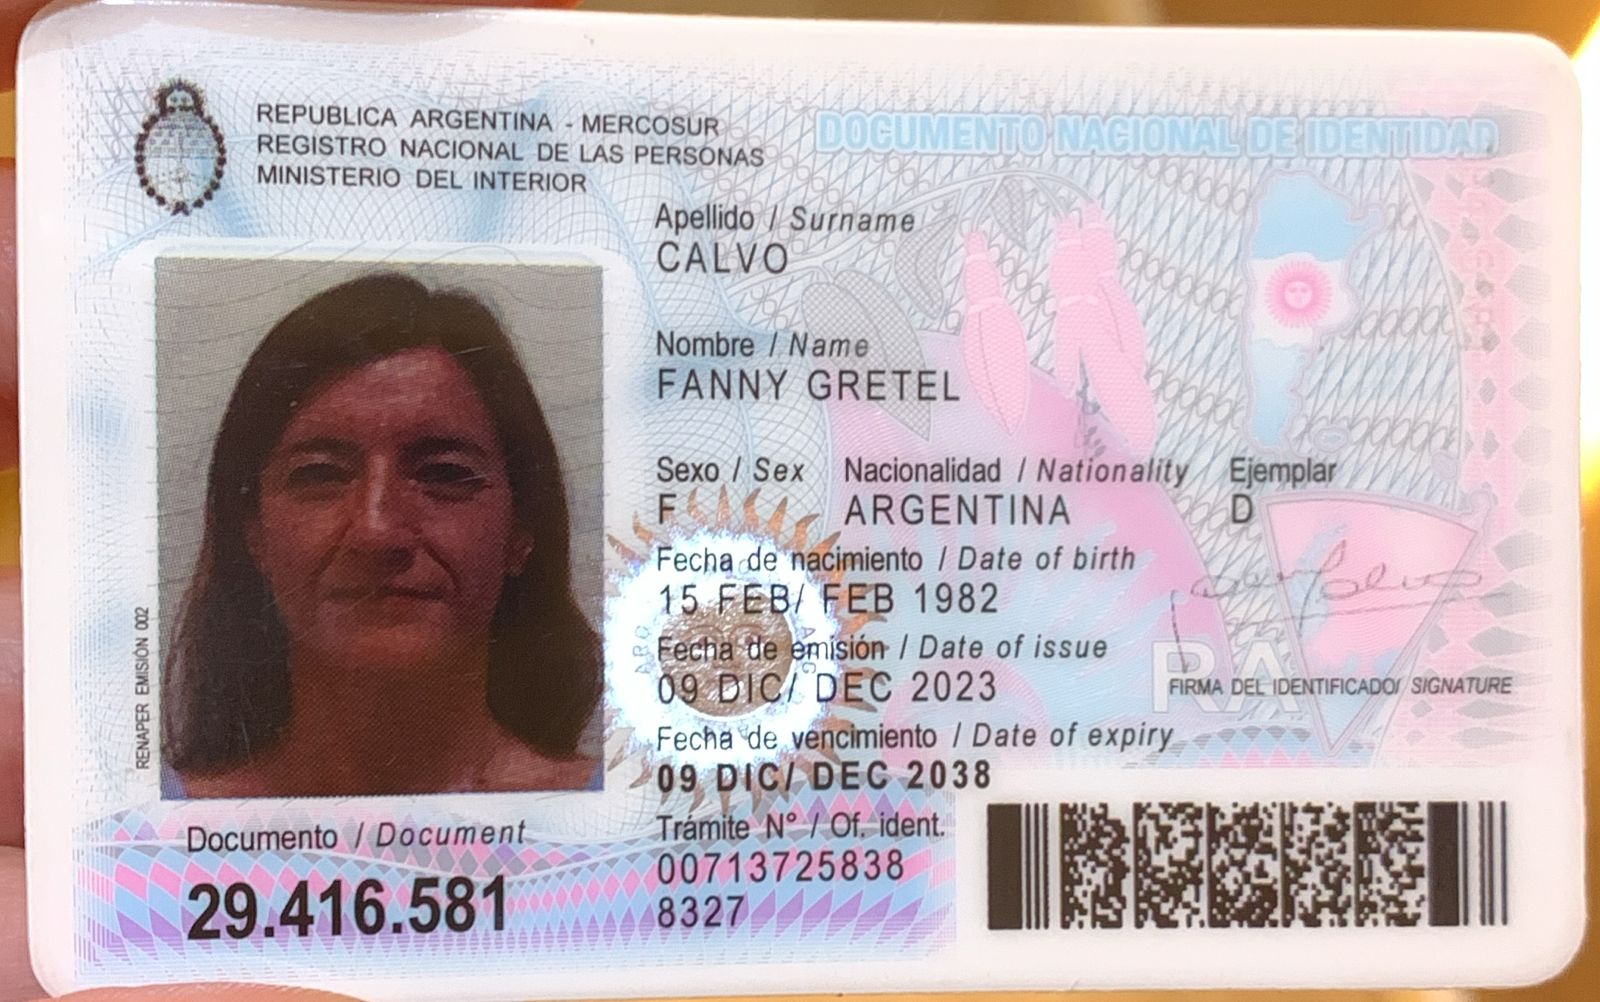 REPUBLICA ARGENTINA - MERCOSUR
REGISTRO NACIONAL DE LAS PERSONAS
MINISTERIO DEL INTERIOR
DOCUMENTO NACIONAL DE IDENTIDAD
Apellido / Surname
CALVO
Nombre / Name
FANNY GRETEL
Sexo / Sex Nacionalidad / Nationality Ejemplar
F ARGENTINA D
Fecha de nacimiento / Date of birth
15 FEB/ FEB 1982
Fecha de emisión / Date of issue
09 DIC/ DEC 2023
Fecha de vencimiento / Date of expiry
09 DIC/ DEC 2038
RA
FIRMA DEL IDENTIFICADO/ SIGNATURE
RENAPER EMISIÓN 002
Documento / Document
29.416.581
Trámite N° / Of. ident.
00713725838
8327